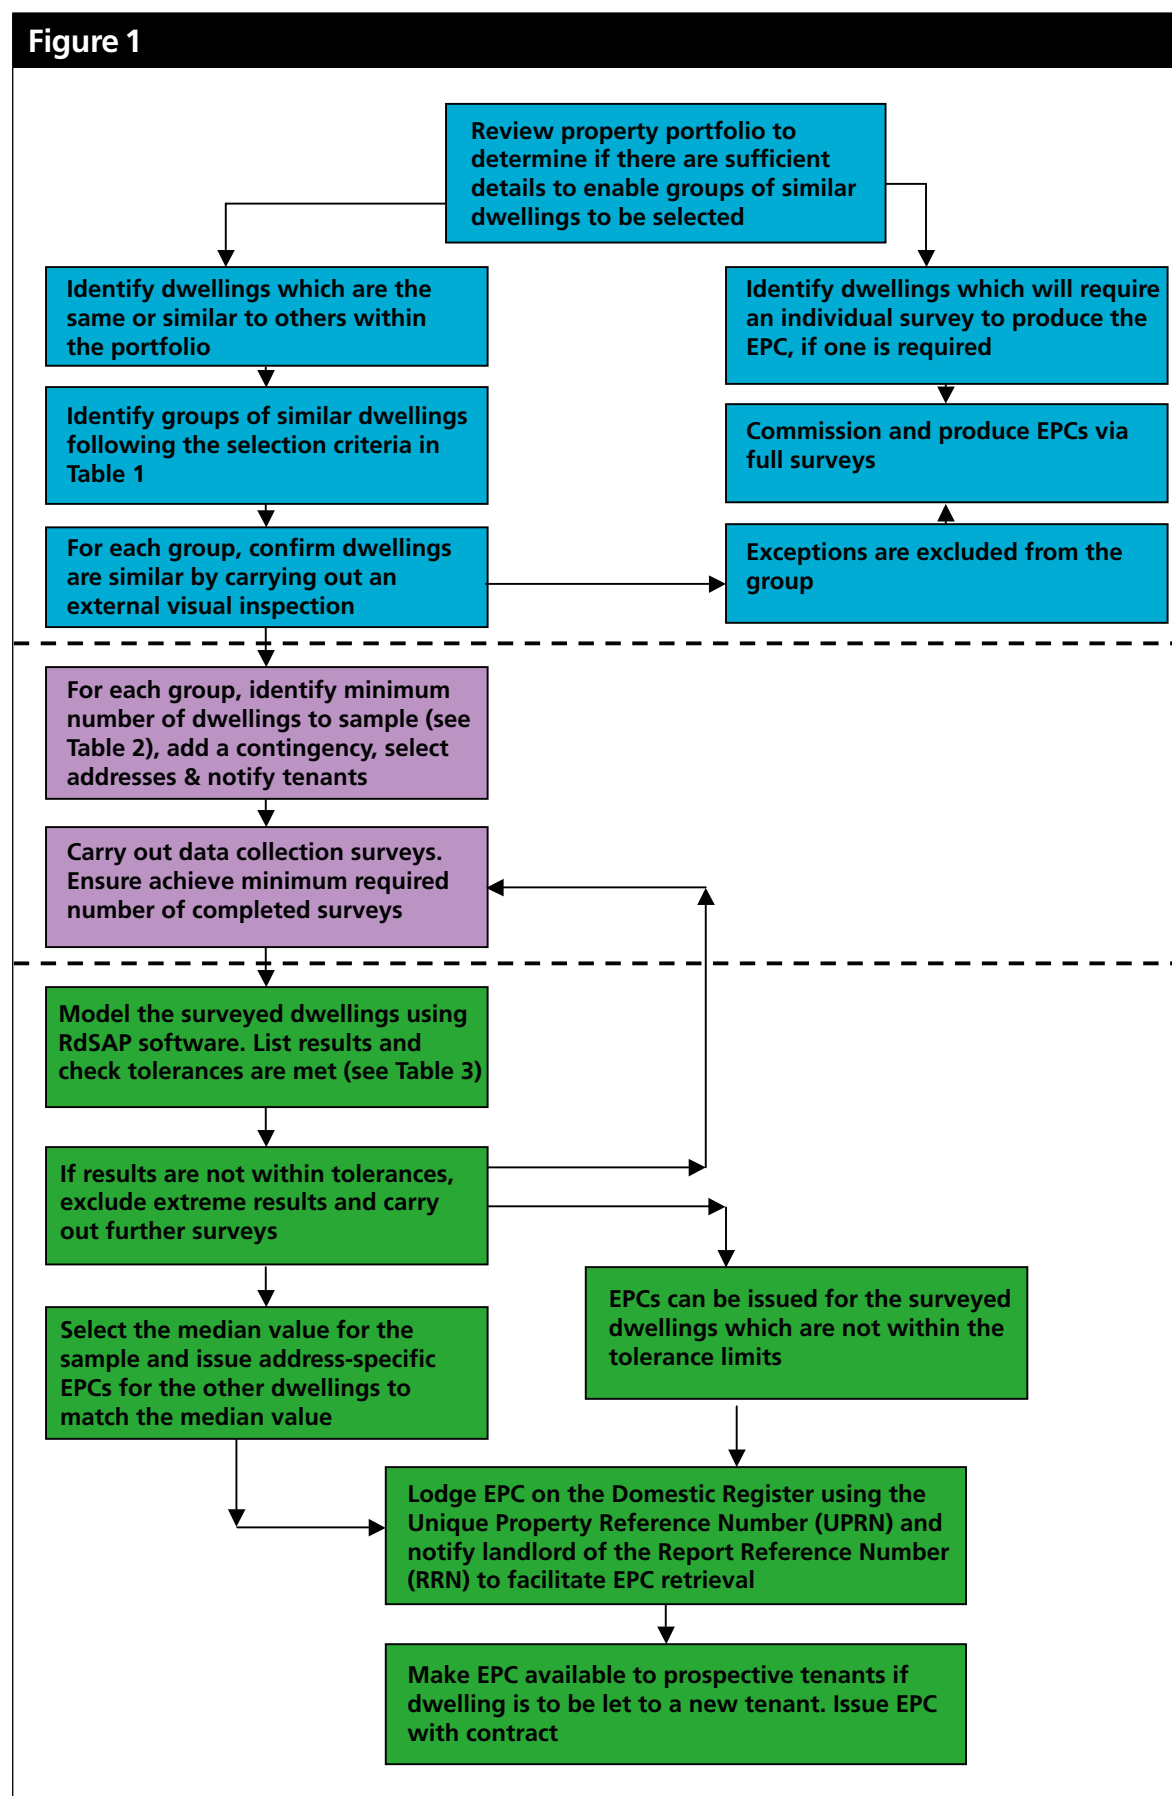 Figure 1
Review property portfolio to
determine if there are sufficient
details to enable groups of similar
dwellings to be selected
Identify dwellings which are the
same or similar to others within
the portfolio
Identify dwellings which will require
an individual survey to produce the
EPC, if one is required
Identify groups of similar dwellings
following the selection criteria in
Table 1
Commission and produce EPCs via
full surveys
For each group, confirm dwellings
are similar by carrying out an
external visual inspection
Exceptions are excluded from the
group
For each group, identify minimum
number of dwellings to sample (see
Table 2), add a contingency, select
addresses & notify tenants
Carry out data collection surveys.
Ensure achieve minimum required
number of completed surveys
Model the surveyed dwellings using
RdSAP software. List results and
check tolerances are met (see Table 3)
If results are not within tolerances,
exclude extreme results and carry
out further surveys
EPCs can be issued for the surveyed
dwellings which are not within the
tolerance limits
Select the median value for the
sample and issue address-specific
EPCs for the other dwellings to
match the median value
Lodge EPC on the Domestic Register using the
Unique Property Reference Number (UPRN) and
notify landlord of the Report Reference Number
(RRN) to facilitate EPC retrieval
Make EPC available to prospective tenants if
dwelling is to be let to a new tenant. Issue EPC
with contract